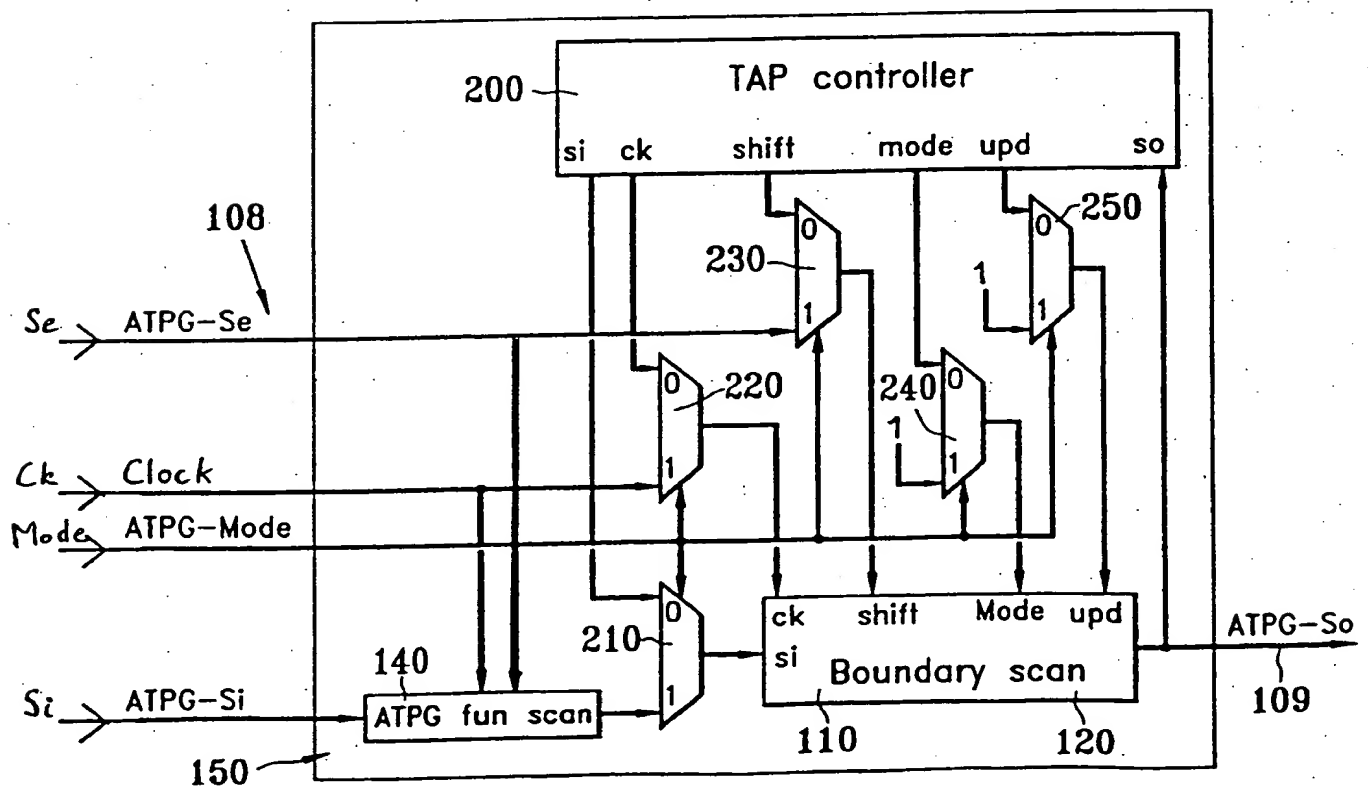 TAP controller
200
si ck shift mode upd so
108
0
250
0
230
1
1
1
Se ATPG-Se
0
220
240
0
1
1
1
Ck Clock
Mode ATPG-Mode
0
ck shift Mode upd
210
si
ATPG-So
140
1
Boundary scan
Si ATPG-Si
ATPG fun scan
109
110
120
150